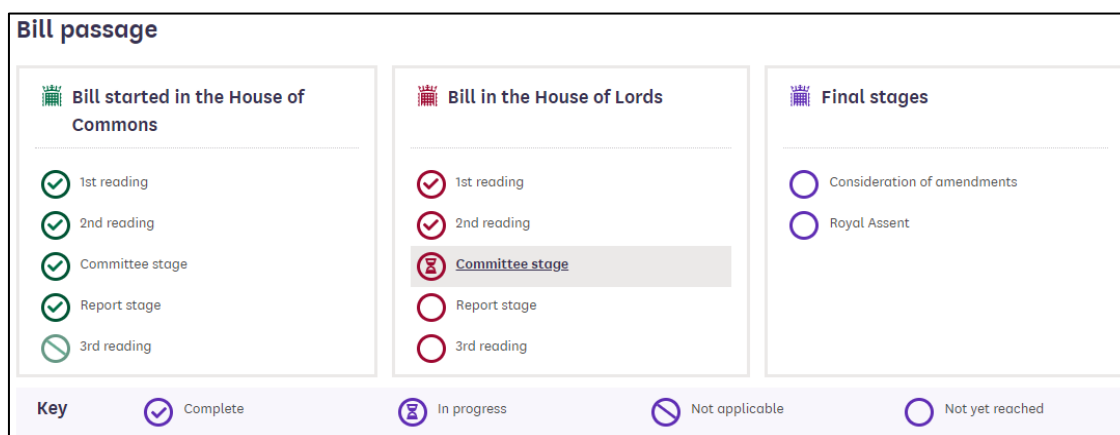 Bill passage
Bill started in the House of
Commons
1st reading
2nd reading
Committee stage
Report stage
3rd reading
Bill in the House of Lords
1st reading
2nd reading
Committee stage
Report stage
3rd reading
Final stages
Consideration of amendments
Royal Assent
Key
Complete
In progress
Not applicable
Not yet reached